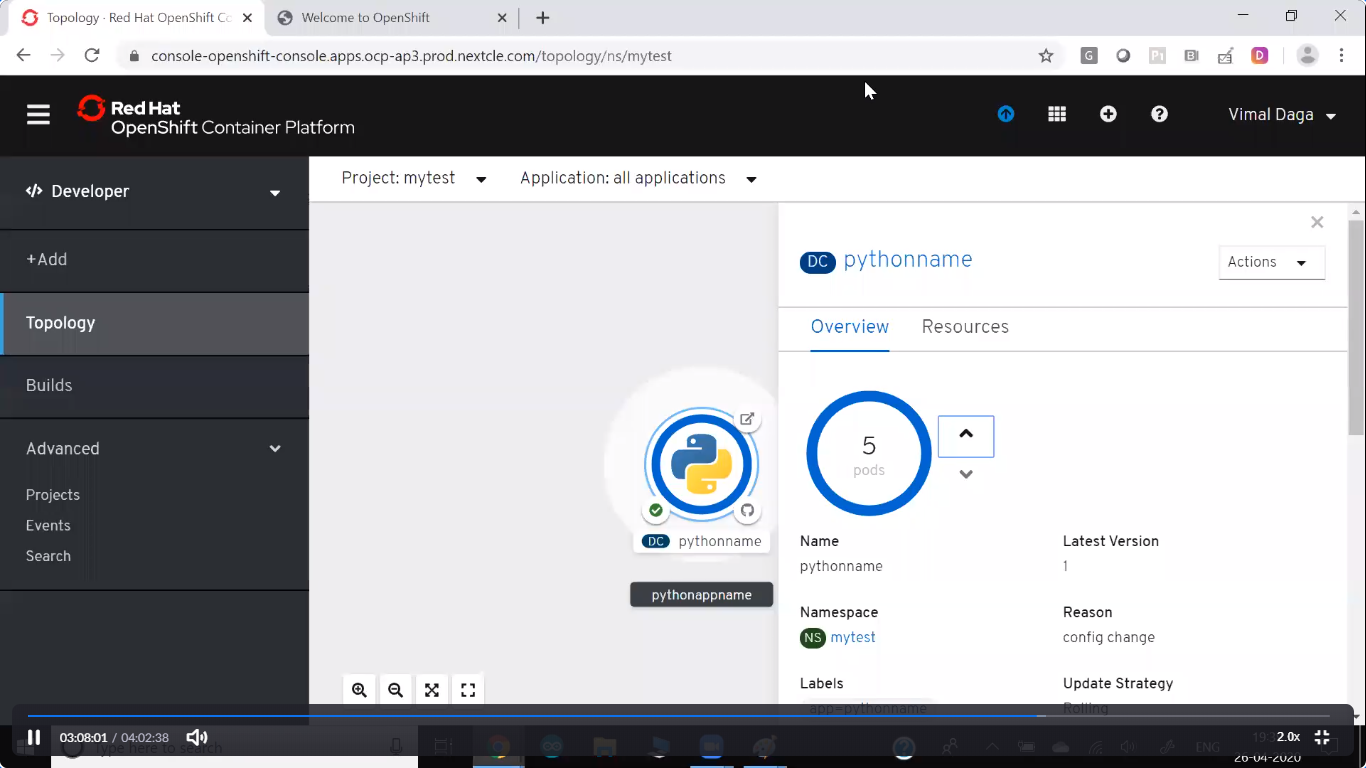 Topology · Red Hat OpenShift Co
Welcome to OpenShift
console-openshift-console.apps.ocp-ap3.prod.nextcle.com/topology/ns/mytest
Red Hat
OpenShift Container Platform
Vimal Daga
Developer
Project: mytest
Application: all applications
+Add
Topology
Builds
Advanced
Projects
Events
Search
DC pythonname
pythonappname
DC pythonname
Actions
Overview
Resources
5
pods
Name
pythonname
Latest Version
1
Namespace
NS mytest
Reason
config change
Labels
app=pythonname
Update Strategy
Rolling
03:08:01 / 04:02:38
2.0x
Type here to search
ENG
26-04-2020